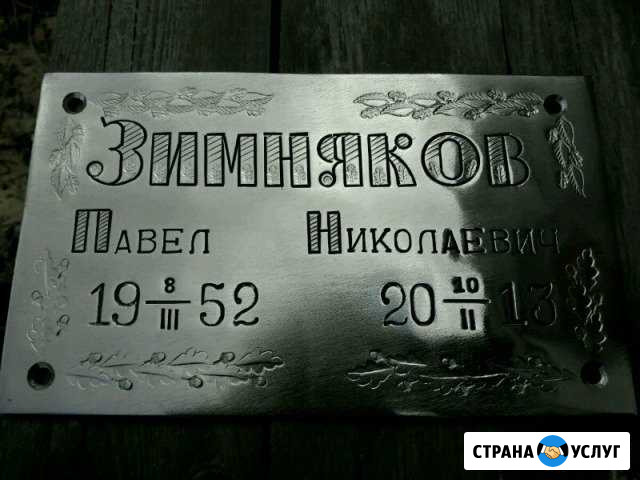 Зимняков
Павел Николаевич
19 8/III 52 20 10/II 13
СТРАНА УСЛУГ